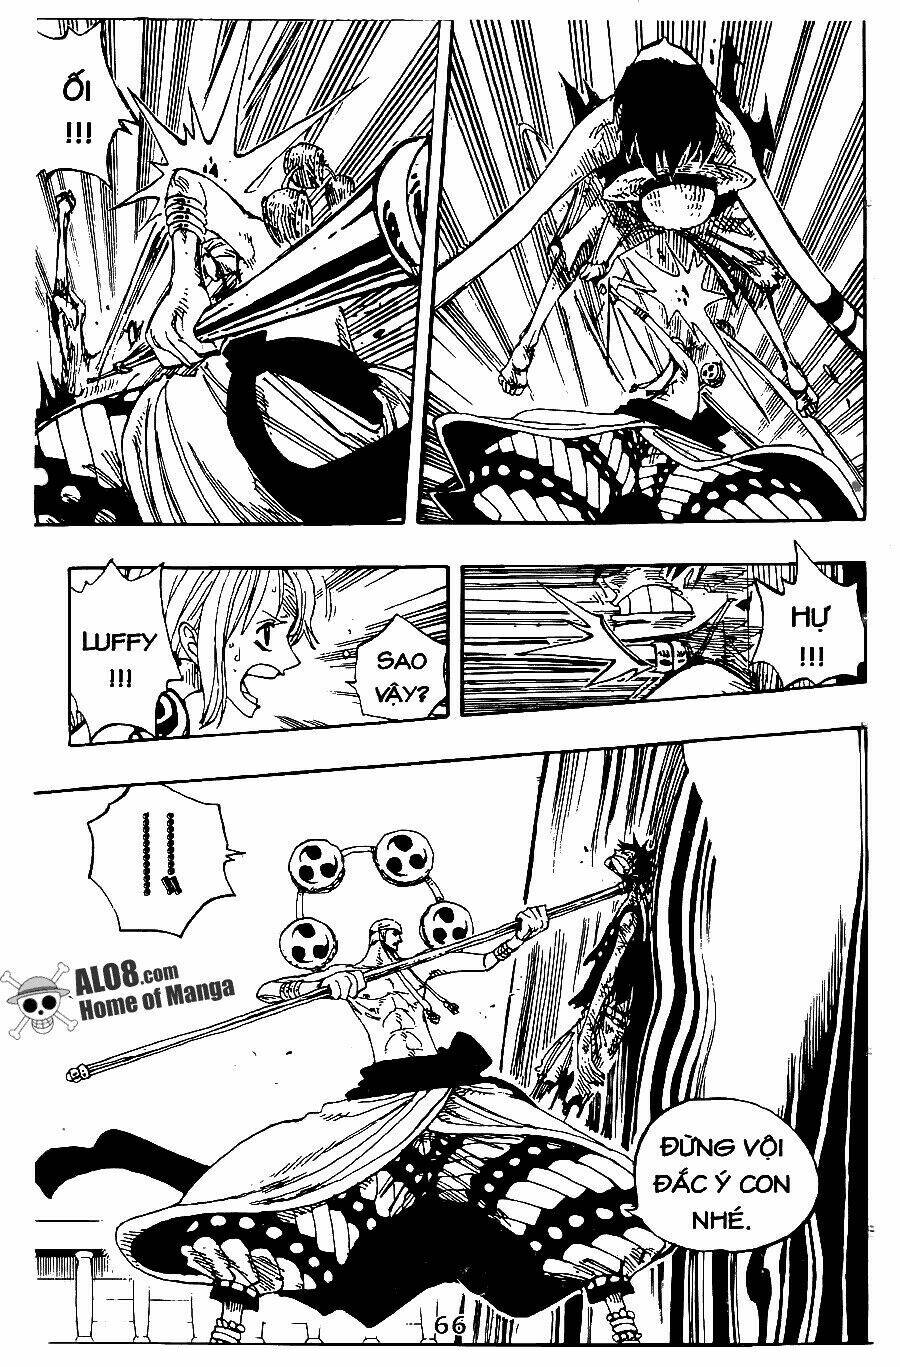 ỐI
!!!
HỰ
!!!
SAO
VẬY?
LUFFY
!!!
ALO8.com
Home of Manga
ĐỪNG VỘI
ĐẮC Ý CON
NHÉ.
66